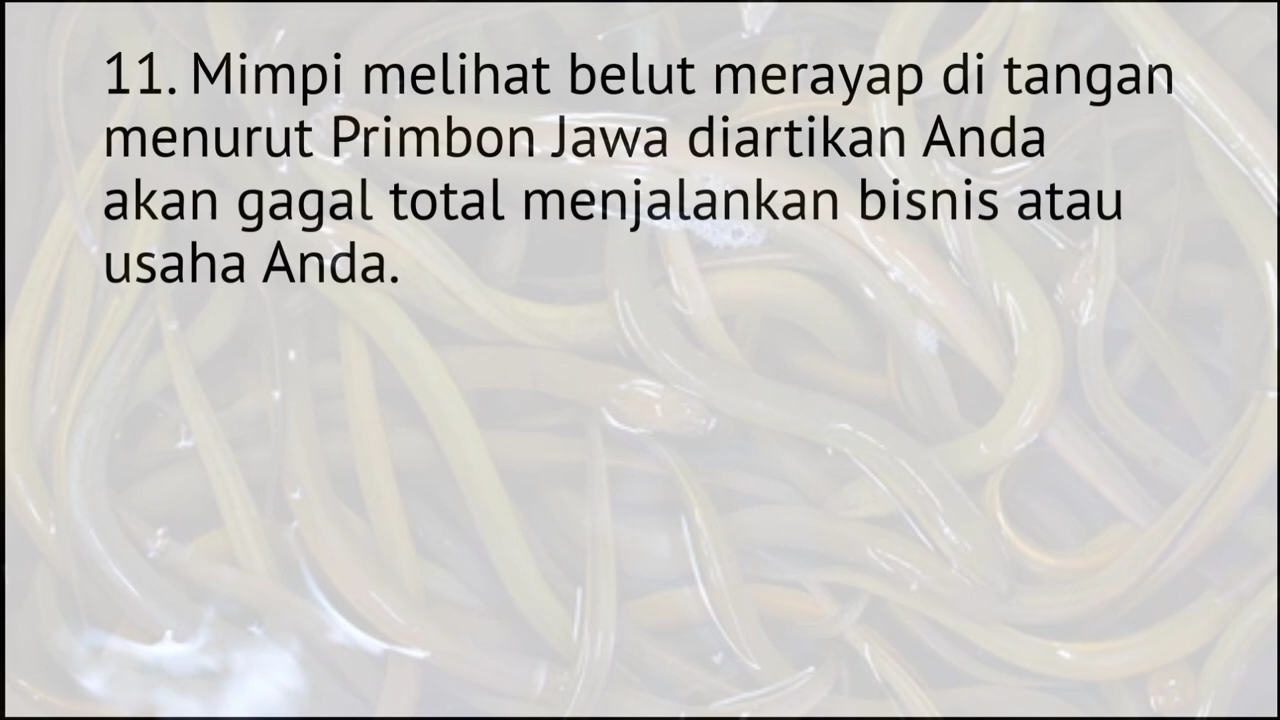 11. Mimpi melihat belut merayap di tangan
menurut Primbon Jawa diartikan Anda
akan gagal total menjalankan bisnis atau
usaha Anda.